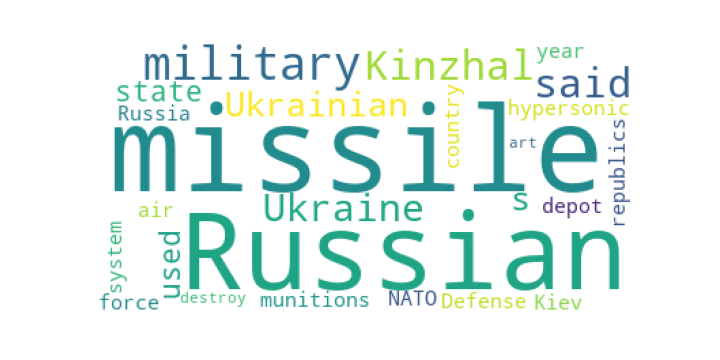 military
Kinzhal
year
state
said
Russia
Ukrainian
country
hypersonic
missile
art
republics
air
Ukraine
s
depot
system
used
Russian
force
destroy
munitions
NATO
Defense
Kiev